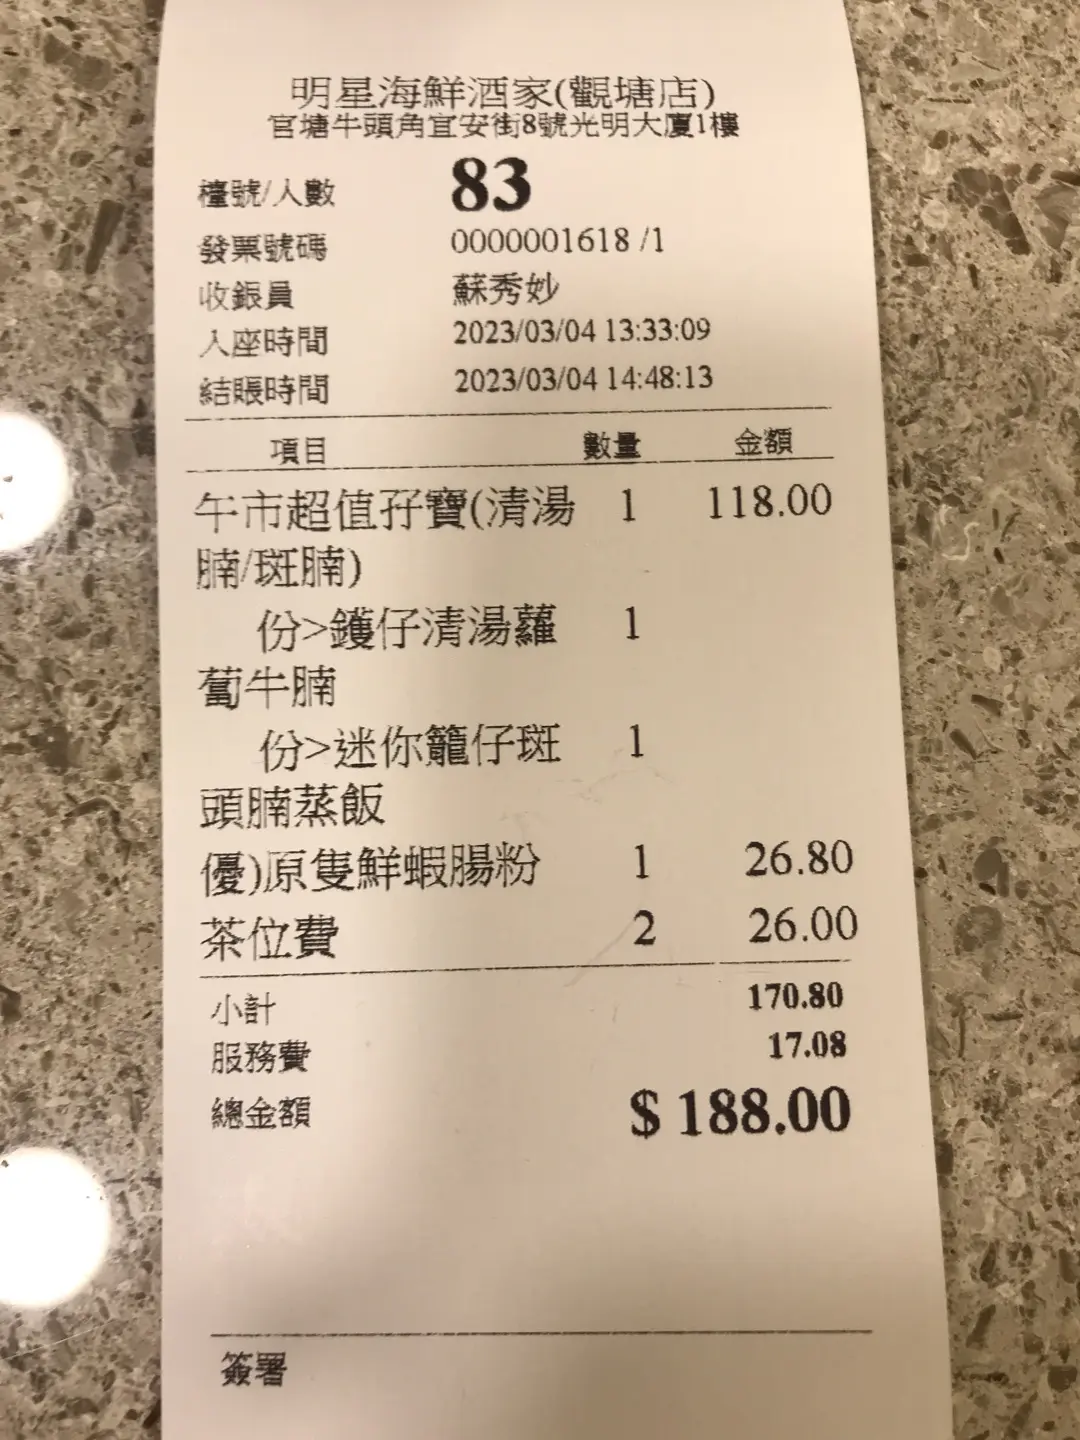 明星海鮮酒家(觀塘店)
官塘牛頭角宜安街8號光明大廈1樓
檯號/人數 83
發票號碼 0000001618 /1
收銀員 蘇秀妙
入座時間 2023/03/04 13:33:09
結賬時間 2023/03/04 14:48:13
項目 數量 金額
午市超值孖寶(清湯 1 118.00
腩/斑腩)
份>鑊仔清湯蘿 1
蔔牛腩
份>迷你籠仔斑 1
頭腩蒸飯
優)原隻鮮蝦腸粉 1 26.80
茶位費 2 26.00
小計 170.80
服務費 17.08
總金額 $ 188.00
簽署